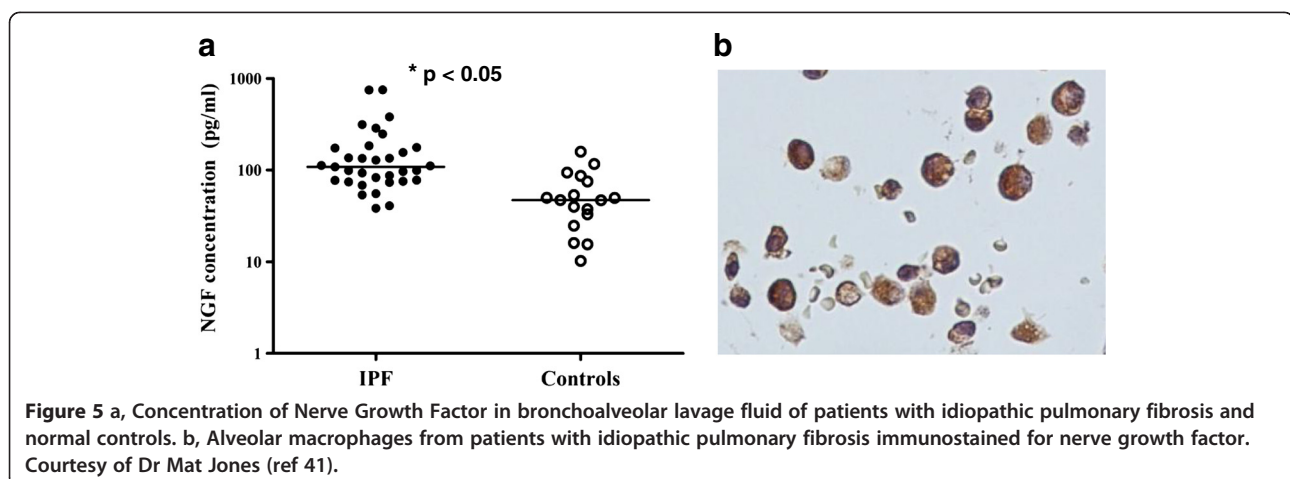 a
b
* p < 0.05
NGF concentration (pg/ml)
1000
100
10
1
IPF
Controls
Figure 5 a, Concentration of Nerve Growth Factor in bronchoalveolar lavage fluid of patients with idiopathic pulmonary fibrosis and
normal controls. b, Alveolar macrophages from patients with idiopathic pulmonary fibrosis immunostained for nerve growth factor.
Courtesy of Dr Mat Jones (ref 41).